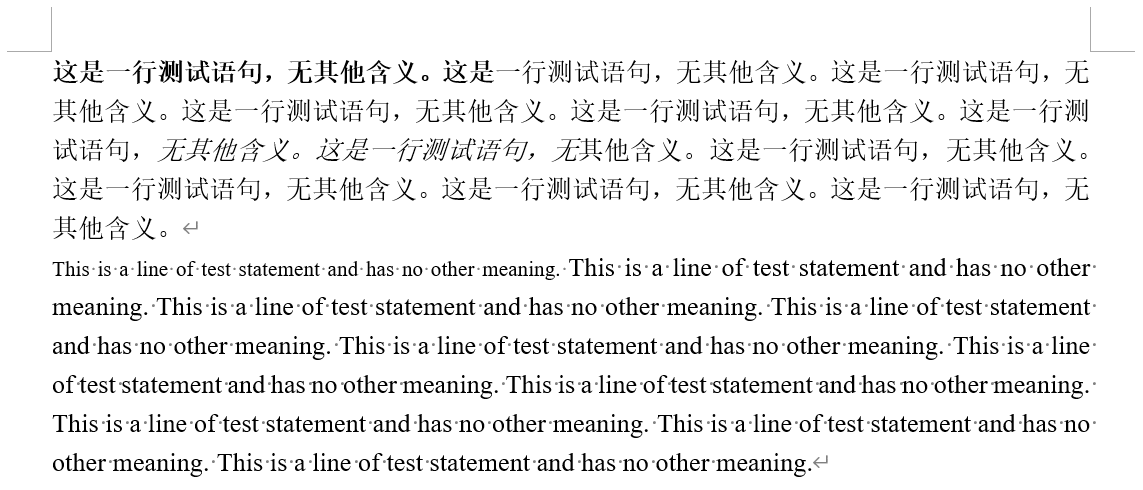 这是一行测试语句，无其他含义。这是一行测试语句，无其他含义。这是一行测试语句，无
其他含义。这是一行测试语句，无其他含义。这是一行测试语句，无其他含义。这是一行测
试语句，无其他含义。这是一行测试语句，无其他含义。这是一行测试语句，无其他含义。
这是一行测试语句，无其他含义。这是一行测试语句，无其他含义。这是一行测试语句，无
其他含义。
This is a line of test statement and has no other meaning. This is a line of test statement and has no other
meaning. This is a line of test statement and has no other meaning. This is a line of test statement
and has no other meaning. This is a line of test statement and has no other meaning. This is a line
of test statement and has no other meaning. This is a line of test statement and has no other meaning.
This is a line of test statement and has no other meaning. This is a line of test statement and has no
other meaning. This is a line of test statement and has no other meaning.